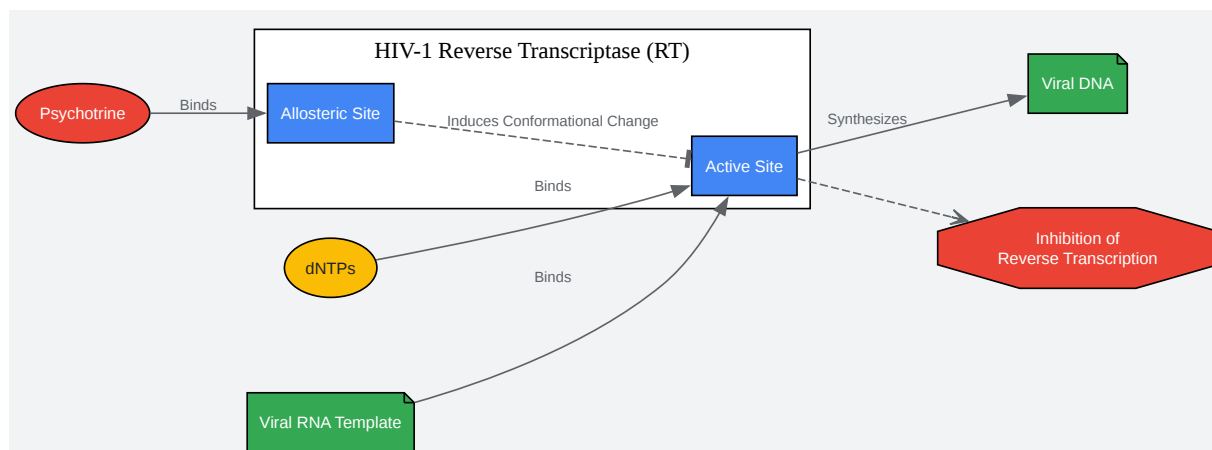 HIV-1 Reverse Transcriptase (RT)
Psychotrine
Binds
Allosteric Site
Induces Conformational Change
Active Site
Synthesizes
Viral DNA
Binds
dNTPs
Binds
Inhibition of
Reverse Transcription
Viral RNA Template